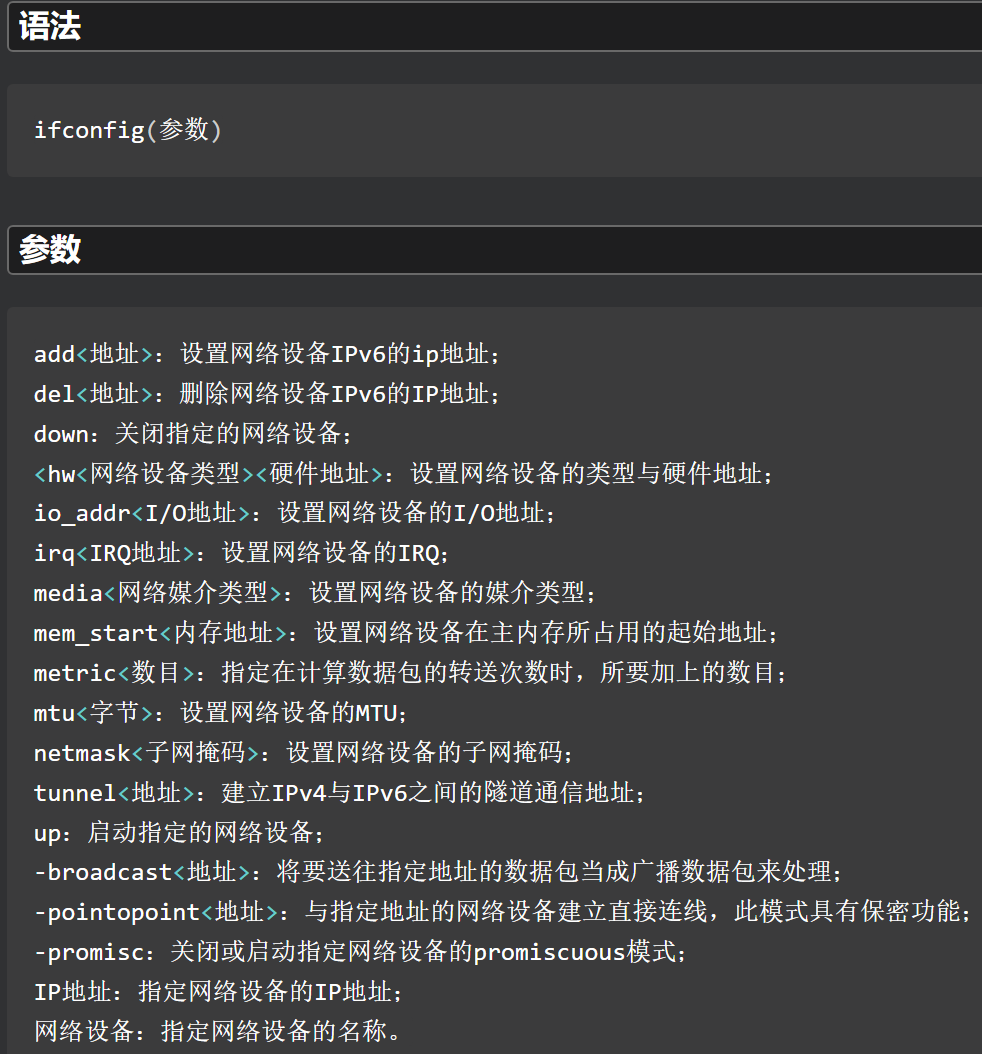 语法
ifconfig(参数)
参数
add<地址>：设置网络设备IPv6的ip地址；
del<地址>：删除网络设备IPv6的IP地址；
down：关闭指定的网络设备；
<hw<网络设备类型><硬件地址>：设置网络设备的类型与硬件地址；
io_addr<I/O地址>：设置网络设备的I/O地址；
irq<IRQ地址>：设置网络设备的IRQ；
media<网络媒介类型>：设置网络设备的媒介类型；
mem_start<内存地址>：设置网络设备在主内存所占用的起始地址；
metric<数目>：指定在计算数据包的转送次数时，所要加上的数目；
mtu<字节>：设置网络设备的MTU；
netmask<子网掩码>：设置网络设备的子网掩码；
tunnel<地址>：建立IPv4与IPv6之间的隧道通信地址；
up：启动指定的网络设备；
-broadcast<地址>：将要送往指定地址的数据包当成广播数据包来处理；
-pointopoint<地址>：与指定地址的网络设备建立直接连线，此模式具有保密功能；
-promisc：关闭或启动指定网络设备的promiscuous模式；
IP地址：指定网络设备的IP地址；
网络设备：指定网络设备的名称。